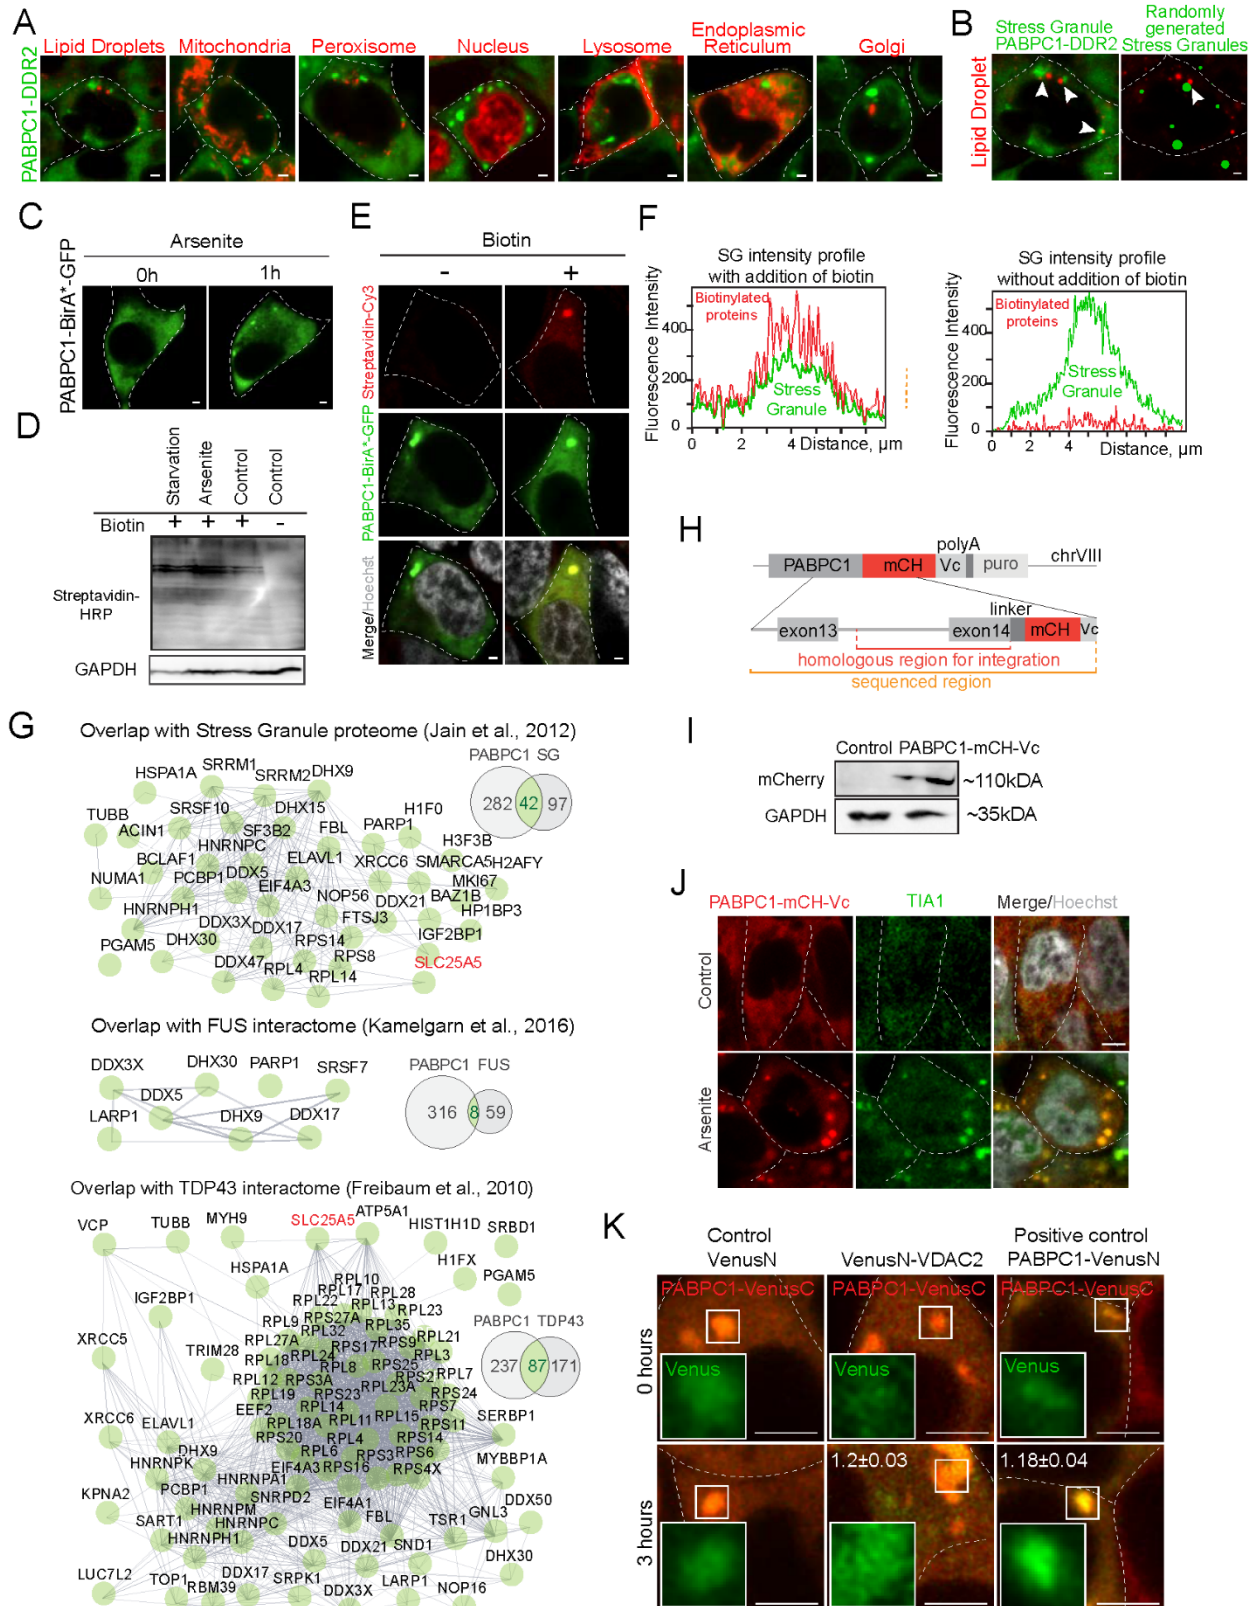 A
PABPC1-DDR2
Lipid Droplets
Mitochondria
Peroxisome
Nucleus
Lysosome
Endoplasmic
Reticulum
Golgi
B
Lipid Droplet
Stress Granule
PABPC1-DDR2
Randomly
generated
Stress Granules
C
Arsenite
0h
1h
PABPC1-BirA*-GFP
D
Starvation
Arsenite
Control
Control
Biotin
+
+
+
-
Streptavidin-
HRP
GAPDH
E
Biotin
-
+
Streptavidin-Cy3
PABPC1-BirA*-GFP
Merge/Hoechst
F
SG intensity profile
with addition of biotin
Fluorescence Intensity
Biotinylated
proteins
Stress
Granule
400
200
0
0
2
4
Distance, µm
SG intensity profile
without addition of biotin
Fluorescence Intensity
Biotinylated
proteins
Stress
Granule
400
200
0
0
2
4
6
8
Distance, µm
G
Overlap with Stress Granule proteome (Jain et al., 2012)
PABPC1
SG
282
42
97
HSPA1A
SRRM1
SRRM2
DHX9
TUBB
SRSF10
DHX15
H1F0
ACIN1
SF3B2
FBL
PARP1
HNRNPC
H3F3B
BCLAF1
ELAVL1
XRCC6
SMARCA5
H2AFY
NUMA1
PCBP1
DDX5
EIF4A3
MKI67
NOP56
DDX21
BAZ1B
HNRNPH1
HP1BP3
DDX3X
FTSJ3
DDX17
IGF2BP1
PGAM5
DHX30
RPS14
RPS8
SLC25A5
DDX47
RPL4
RPL14
Overlap with FUS interactome (Kamelgarn et al., 2016)
DDX3X
DHX30
PARP1
SRSF7
DDX5
LARP1
DHX9
DDX17
PABPC1
FUS
316
8
59
Overlap with TDP43 interactome (Freibaum et al., 2010)
VCP
TUBB
MYH9
SLC25A5
ATP5A1
HIST1H1D
SRBD1
HSPA1A
H1FX
PGAM5
IGF2BP1
RPL10
RPL17
RPL28
RPL22
RPL13
RPL23
RPL9
RPS27A
RPL35
RPL27A
RPL32
RPL21
RPS17
RPS9
RPL18
RPL24
RPL3
RPL8
RPS25
RPL12
RPS3A
RPS2
RPL7
RPL19
RPS23
RPL23A
RPS24
EEF2
RPL14
RPS7
RPL18A
RPL11
RPL15
RPS11
RPS20
RPL4
RPS14
RPL6
RPS3
RPS6
EIF4A3
RPS16
RPS4X
PABPC1
TDP43
237
87
171
XRCC5
TRIM28
XRCC6
ELAVL1
SERBP1
DHX9
HNRNPK
HNRNPA1
MYBBP1A
PCBP1
SNRPD2
KPNA2
HNRNPM
EIF4A1
DDX50
SART1
HNRNPC
FBL
TSR1
GNL3
HNRNPH1
DDX5
DDX21
SND1
DHX30
LUC7L2
TOP1
DDX17
SRPK1
LARP1
RBM39
DDX3X
NOP16
H
PABPC1
mCH
polyA
Vc
puro
chrVIII
exon13
linker
exon14
mCH
Vc
homologous region for integration
sequenced region
I
Control PABPC1-mCH-Vc
mCherry
~110kDA
GAPDH
~35kDA
J
PABPC1-mCH-Vc
TIA1
Merge/Hoechst
Control
Arsenite
K
Control
VenusN
VenusN-VDAC2
Positive control
PABPC1-VenusN
PABPC1-VenusC
PABPC1-VenusC
PABPC1-VenusC
0 hours
Venus
Venus
Venus
3 hours
1.2±0.03
1.18±0.04